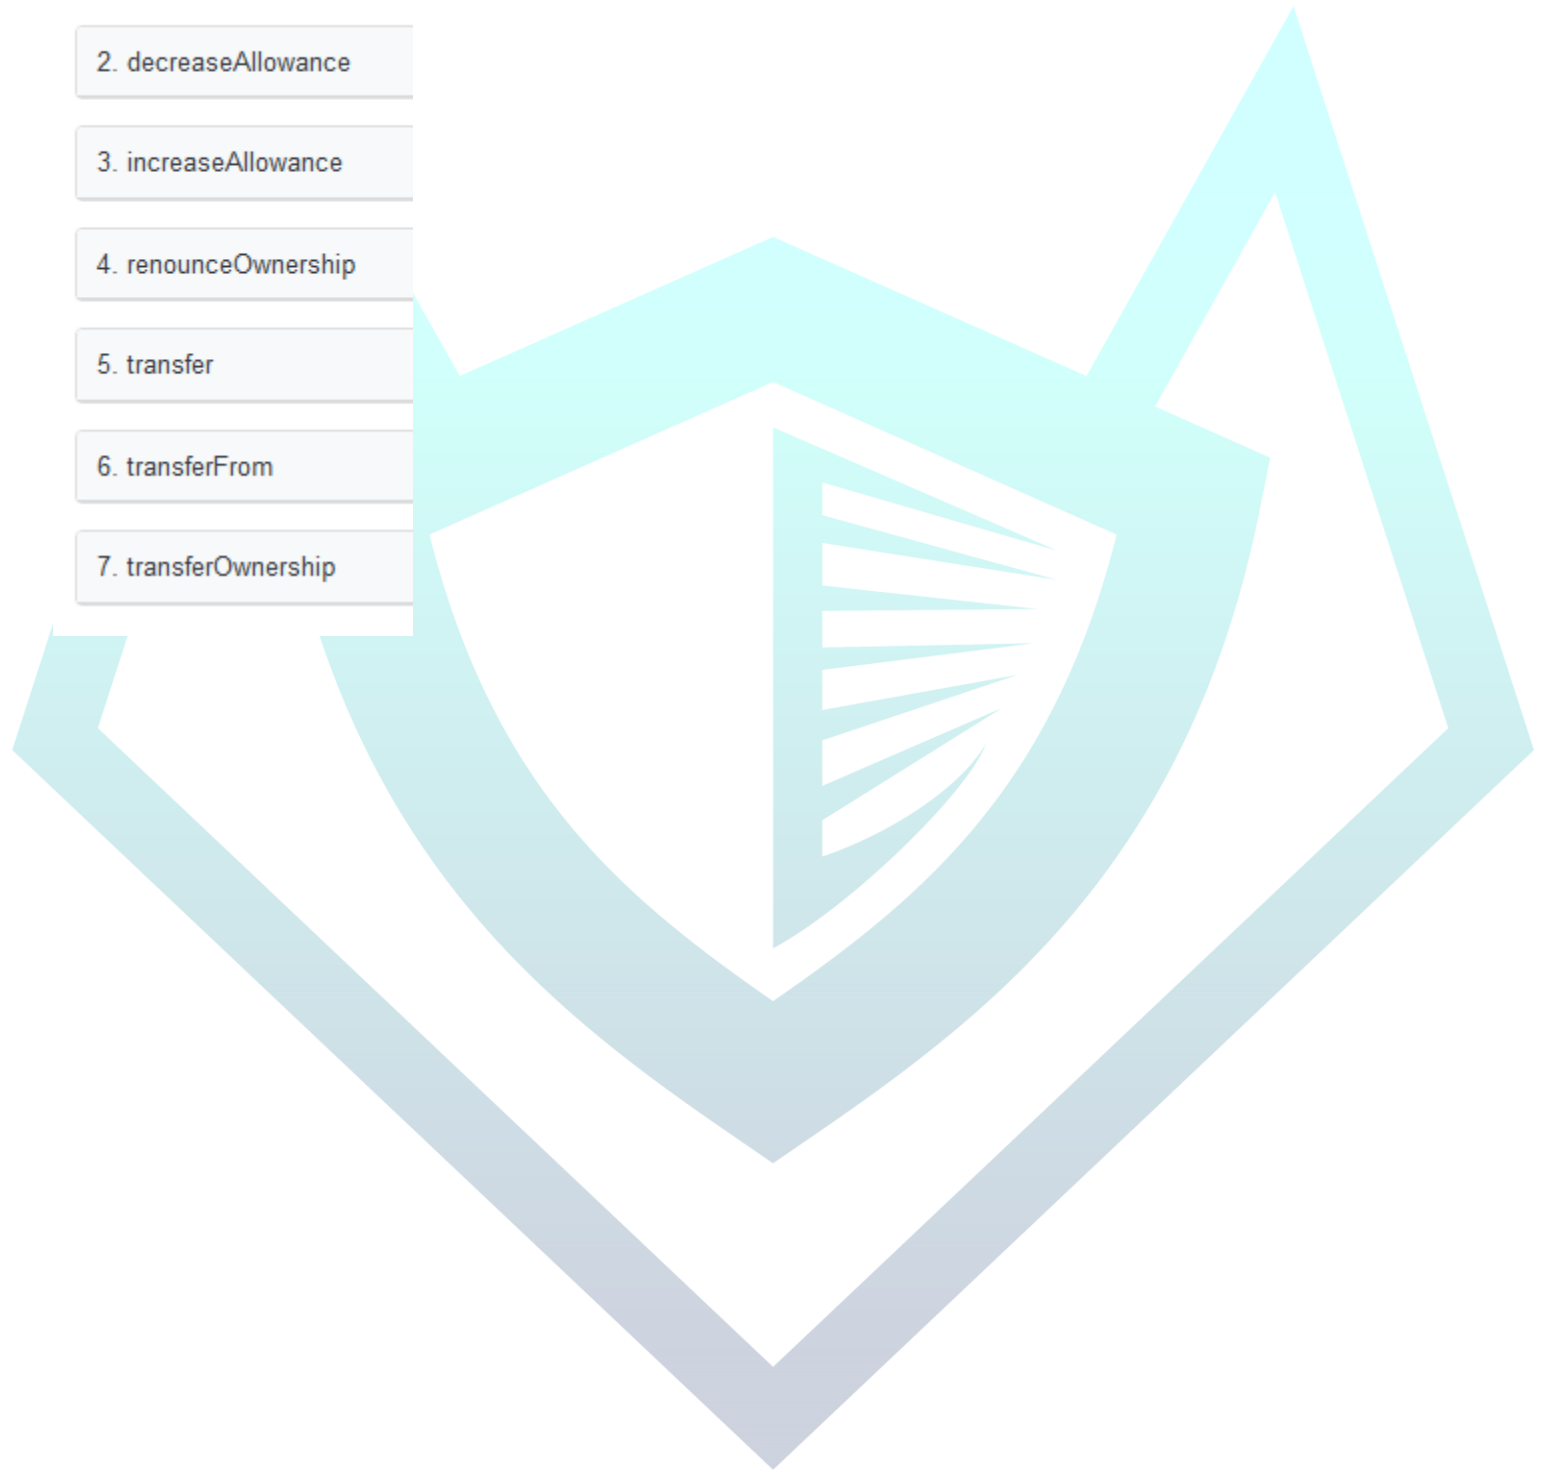 2. decreaseAllowance
3. increaseAllowance
4. renounceOwnership
5. transfer
6. transferFrom
7. transferOwnership